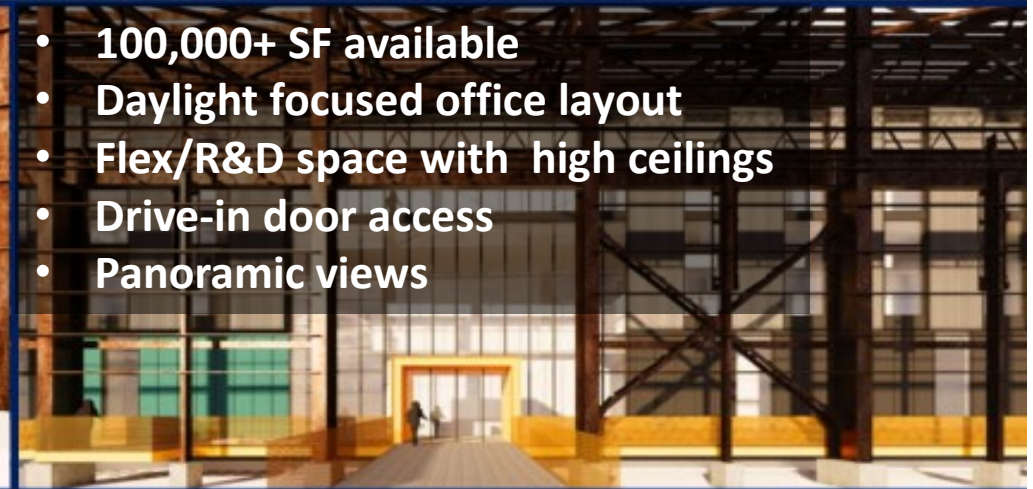 • 100,000+ SF available
• Daylight focused office layout
• Flex/R&D space with  high ceilings
• Drive-in door access
• Panoramic views